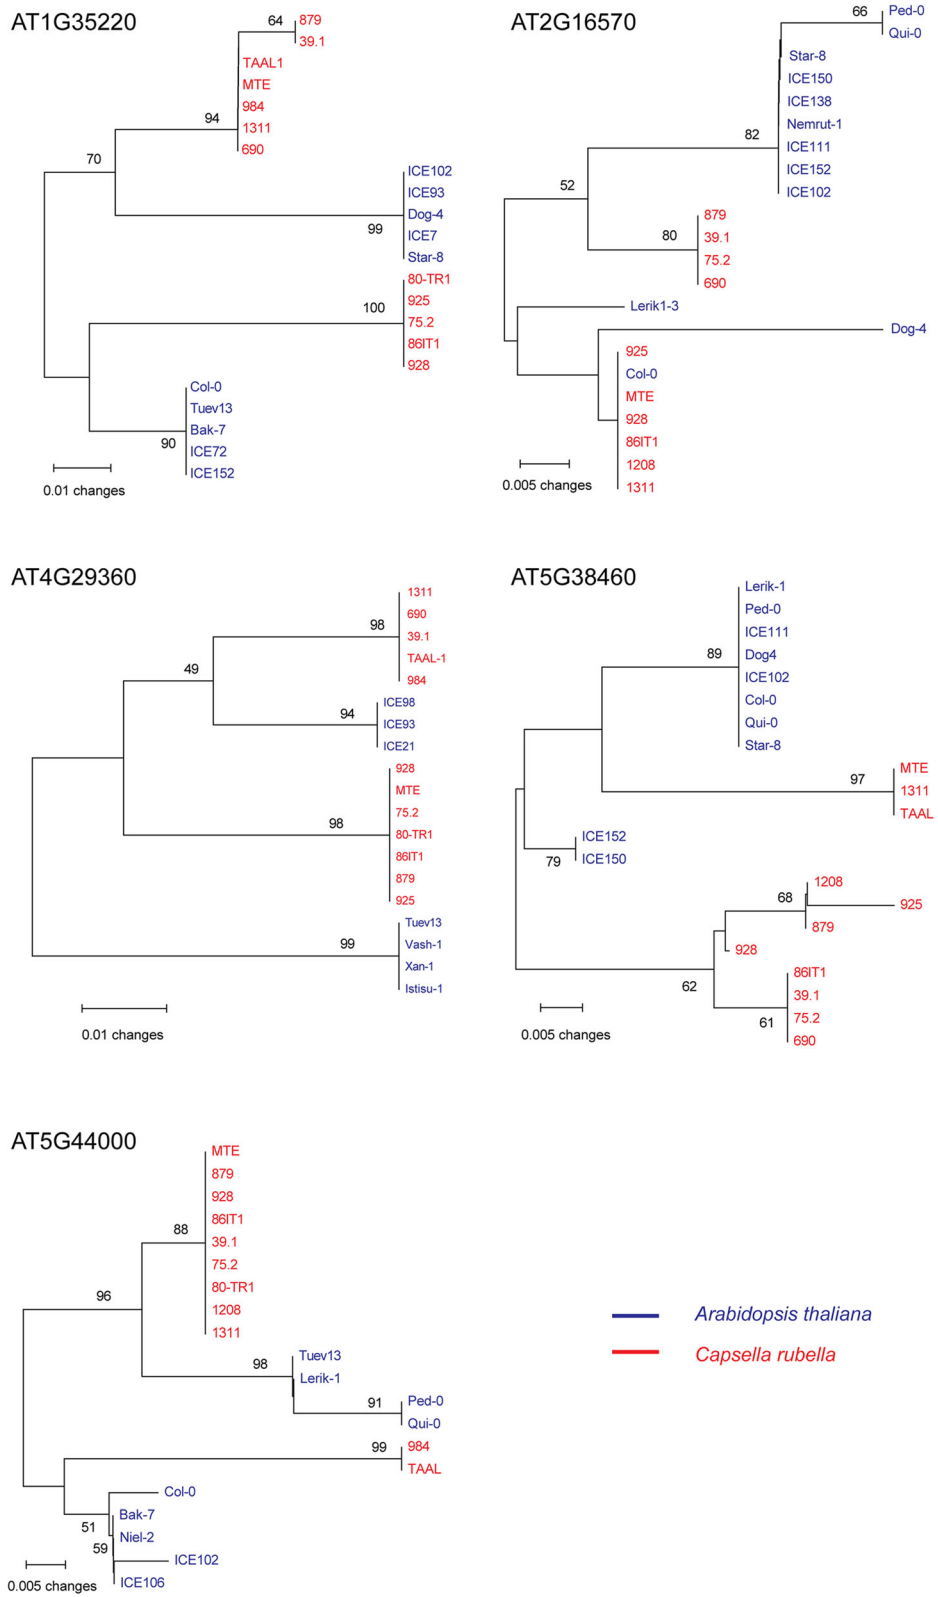 AT1G35220
64
879
39.1
TAAL1
MTE
984
94
1311
690
70
ICE102
ICE93
Dog-4
99
ICE7
Star-8
80-TR1
925
100
75.2
86IT1
928
Col-0
Tuev13
Bak-7
90
ICE72
ICE152
0.01 changes
AT2G16570
66
Ped-0
Qui-0
Star-8
ICE150
ICE138
Nemrut-1
82
ICE111
ICE152
ICE102
52
879
80
39.1
75.2
690
Lerik1-3
Dog-4
925
Col-0
MTE
928
86IT1
1208
1311
0.005 changes
AT4G29360
1311
690
98
39.1
TAAL-1
49
984
ICE98
94
ICE93
ICE21
928
MTE
75.2
98
80-TR1
86IT1
879
925
Tuev13
99
Vash-1
Xan-1
Istisu-1
0.01 changes
AT5G38460
Lerik-1
Ped-0
ICE111
89
Dog4
ICE102
Col-0
Qui-0
Star-8
MTE
97
1311
TAAL
ICE152
79
ICE150
1208
68
925
879
928
62
86IT1
39.1
75.2
61
690
0.005 changes
AT5G44000
MTE
879
928
86IT1
88
39.1
75.2
80-TR1
96
1208
1311
Tuev13
98
Lerik-1
91
Ped-0
Qui-0
99
984
TAAL
Col-0
Bak-7
51
Niel-2
59
ICE102
ICE106
0.005 changes
Arabidopsis thaliana
Capsella rubella